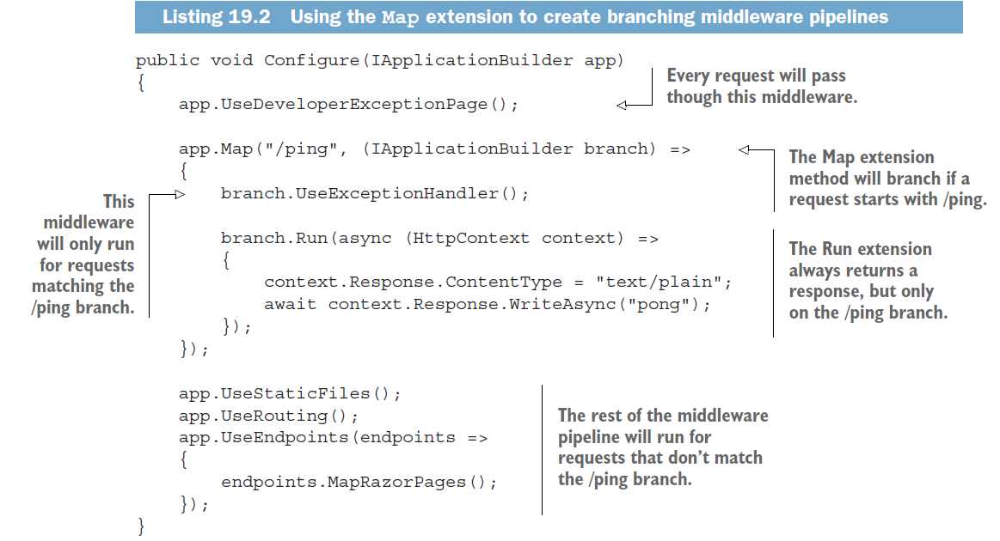 Listing 19.2 Using the Map extension to create branching middleware pipelines
public void Configure(IApplicationBuilder app)
{
    app.UseDeveloperExceptionPage();
Every request will pass
though this middleware.
    app.Map("/ping", (IApplicationBuilder branch) =>
    {
        branch.UseExceptionHandler();
The Map extension
method will branch if a
request starts with /ping.
This
middleware
will only run
for requests
matching the
/ping branch.
        branch.Run(async (HttpContext context) =>
        {
            context.Response.ContentType = "text/plain";
            await context.Response.WriteAsync("pong");
        });
    });
The Run extension
always returns a
response, but only
on the /ping branch.
    app.UseStaticFiles();
    app.UseRouting();
    app.UseEndpoints(endpoints =>
    {
        endpoints.MapRazorPages();
    });
}
The rest of the middleware
pipeline will run for
requests that don’t match
the /ping branch.